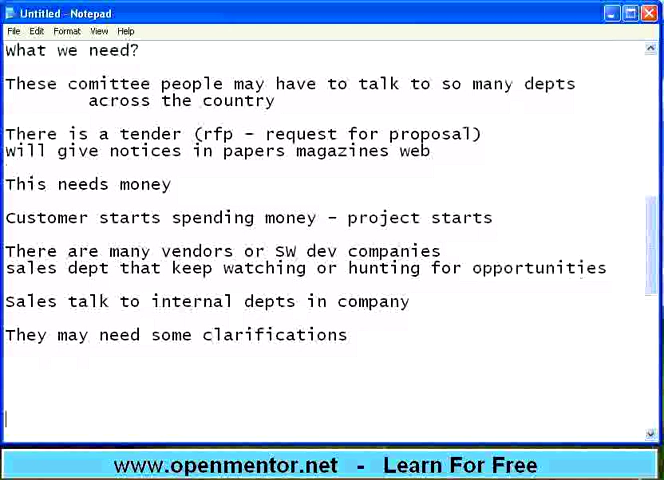 Untitled - Notepad
File Edit Format View Help
What we need?
These comittee people may have to talk to so many depts
across the country
There is a tender (rfp - request for proposal)
will give notices in papers magazines web
This needs money
Customer starts spending money - project starts
There are many vendors or SW dev companies
sales dept that keep watching or hunting for opportunities
Sales talk to internal depts in company
They may need some clarifications
www.openmentor.net - Learn For Free